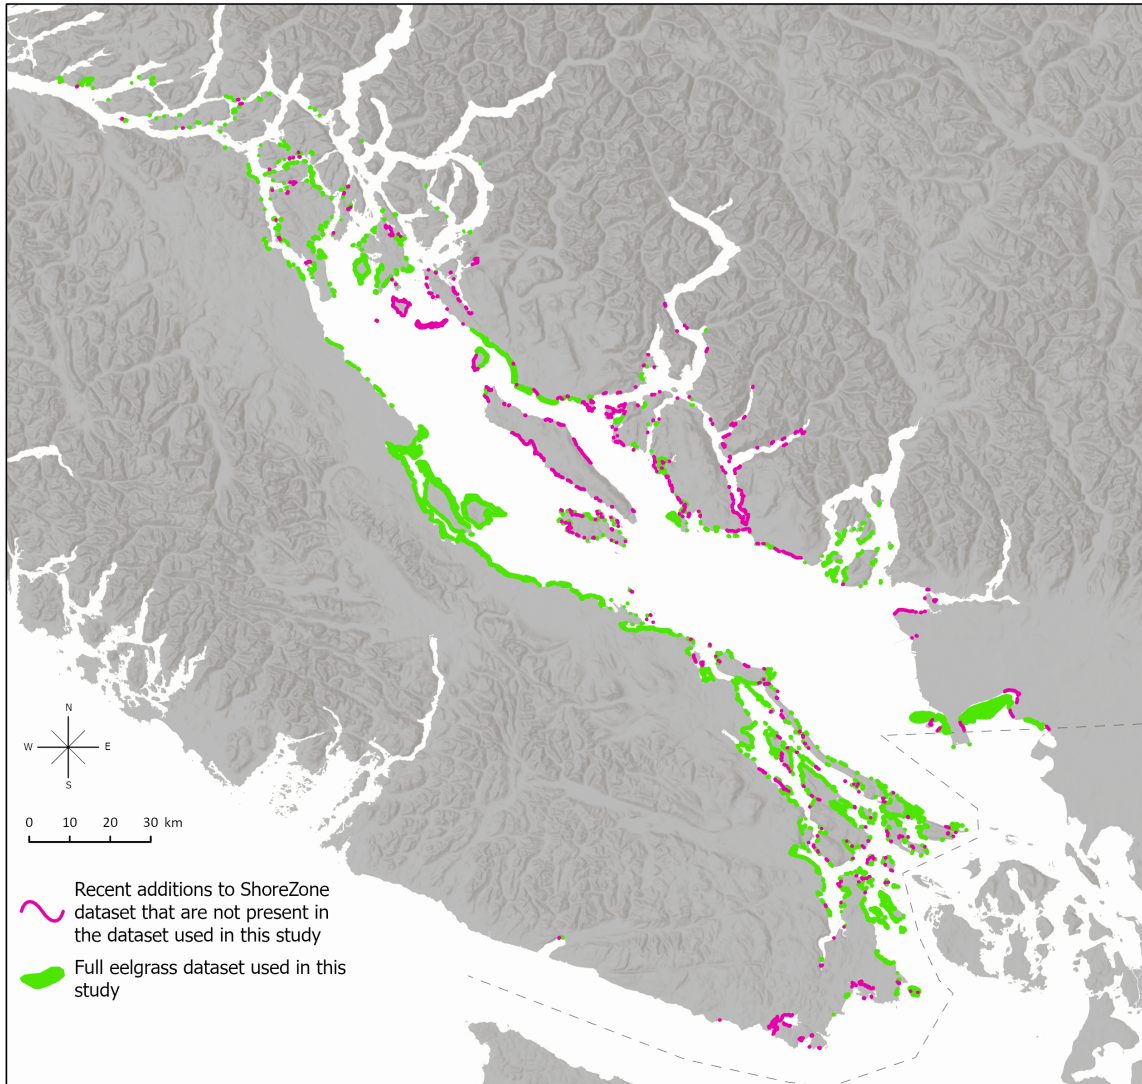 N
W E
S
0 10 20 30 km
Recent additions to ShoreZone
dataset that are not present in
the dataset used in this study
Full eelgrass dataset used in this
study